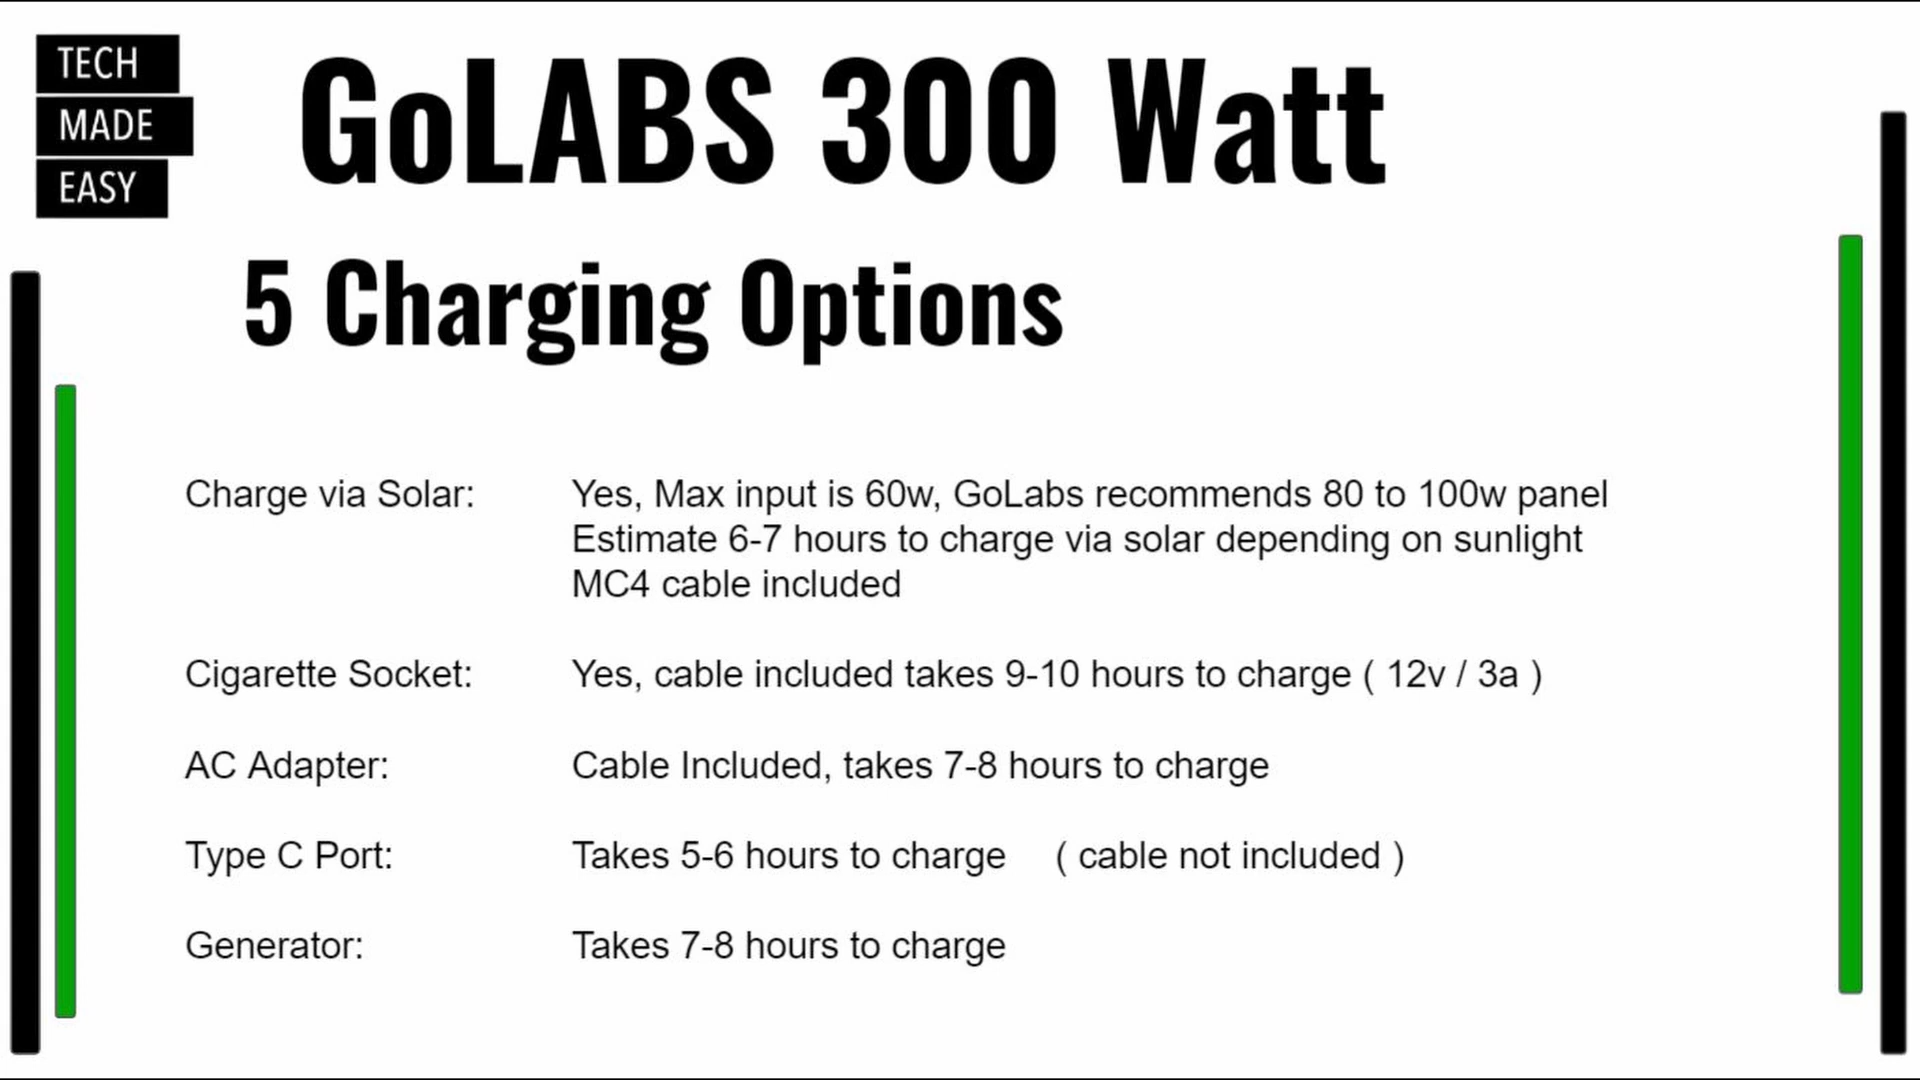 TECH
MADE
EASY
GoLABS 300 Watt
5 Charging Options
Charge via Solar: Yes, Max input is 60w, GoLabs recommends 80 to 100w panel
Estimate 6-7 hours to charge via solar depending on sunlight
MC4 cable included
Cigarette Socket: Yes, cable included takes 9-10 hours to charge ( 12v / 3a )
AC Adapter: Cable Included, takes 7-8 hours to charge
Type C Port: Takes 5-6 hours to charge ( cable not included )
Generator: Takes 7-8 hours to charge